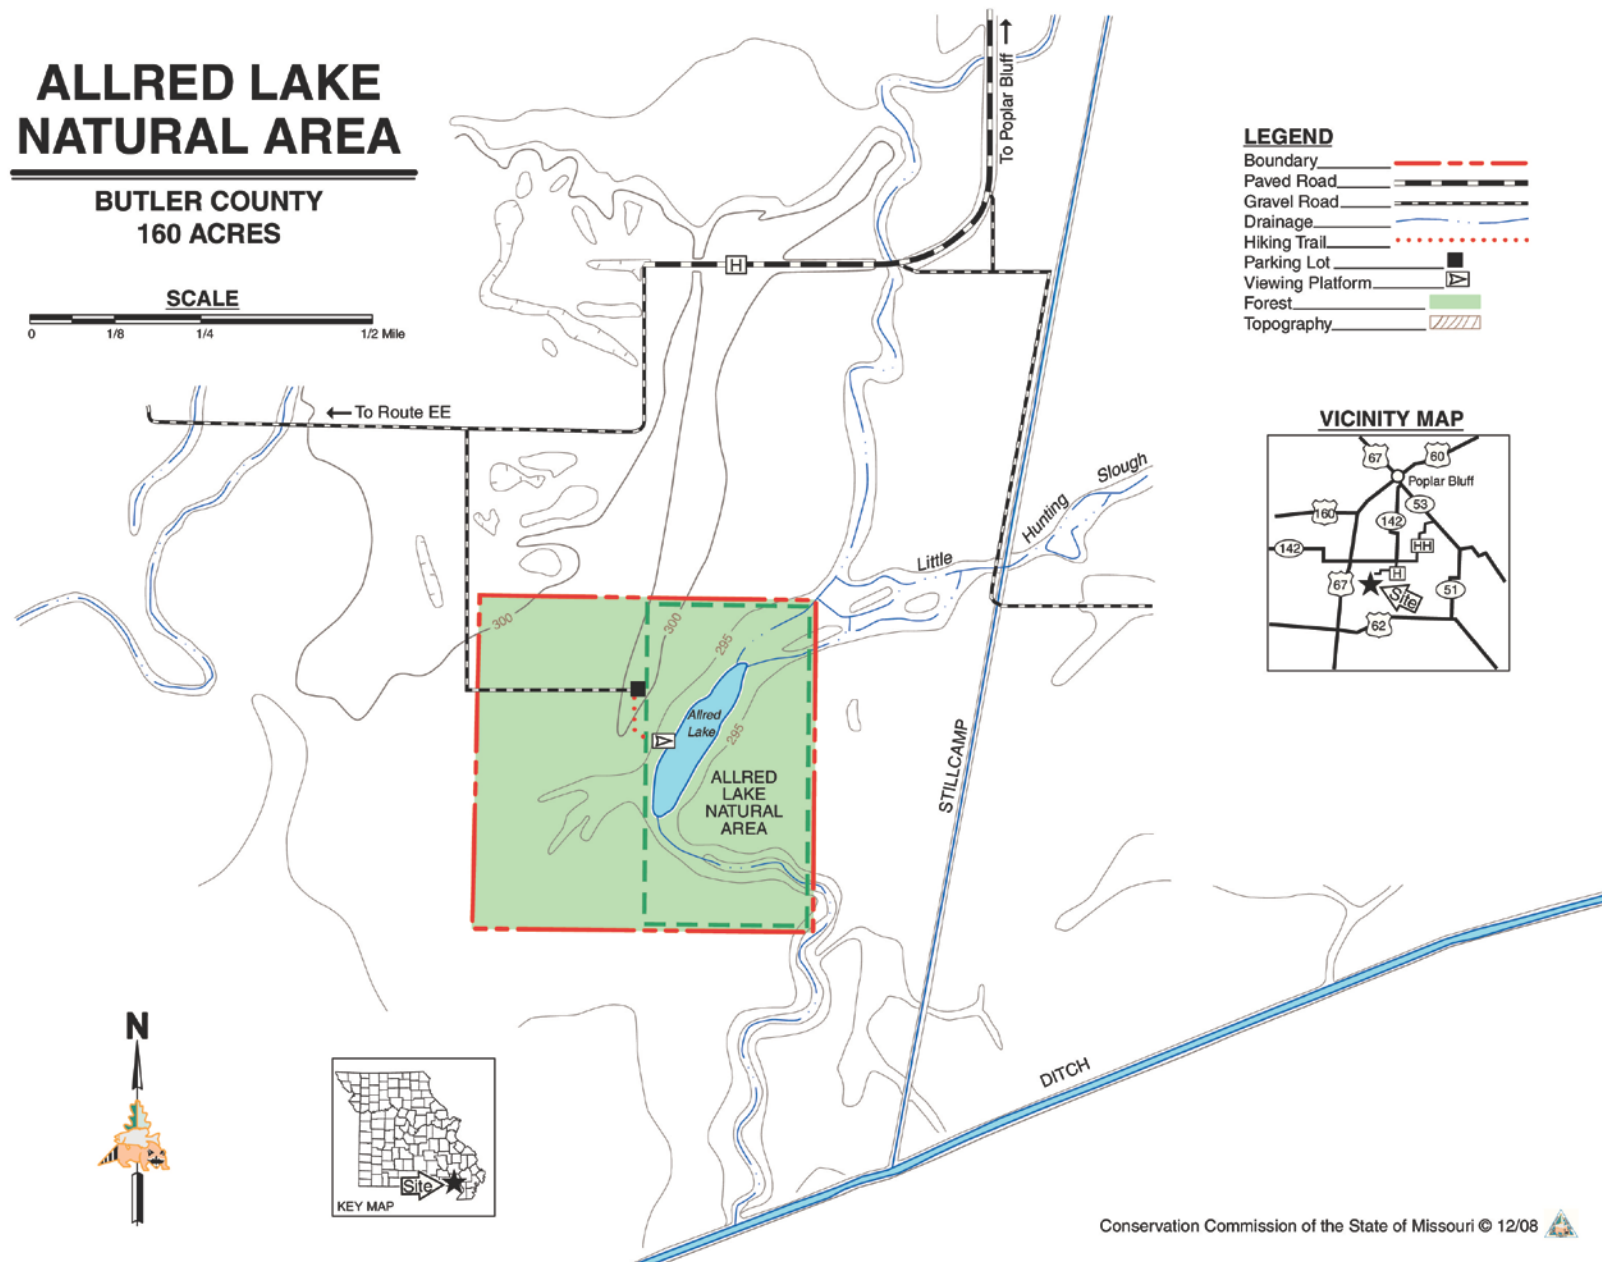 ALLRED LAKE
NATURAL AREA
BUTLER COUNTY
160 ACRES
SCALE
0 1/8 1/4 1/2 Mile
To Poplar Bluff
LEGEND
Boundary
Paved Road
Gravel Road
Drainage
Hiking Trail
Parking Lot
Viewing Platform
Forest
Topography
H
To Route EE
VICINITY MAP
67
60
Poplar Bluff
53
160
142
142
HH
H
67
Site
51
62
Little Hunting Slough
300
300
295
295
Allred
Lake
ALLRED
LAKE
NATURAL
AREA
STILLCAMP
DITCH
N
Site
KEY MAP
Conservation Commission of the State of Missouri © 12/08